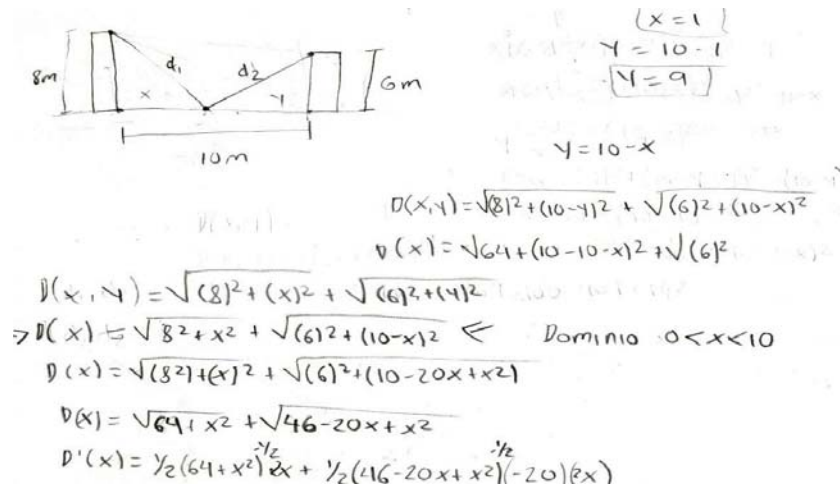 8m
d₁
d₂
6m
x
y
10m
x = 1
y = 10 - 1
y = 9
y = 10 - x
D(x,y) = √(8)² + (10-y)² + √(6)² + (10-x)²
D(x) = √64 + (10-10-x)² + √(6)²
D(x,y) = √(8)² + (x)² + √(6)² + (y)²
> D(x) = √8² + x² + √(6)² + (10-x)² < Dominio 0<x<10
D(x) = √(8²) + (x)² + √(6)² + (10-20x+x²)
D(x) = √64 + x² + √46-20x+x²
D'(x) = ½(64+x²)^-½ 2x + ½(46-20x+x²)^-½ (-20)(2x)